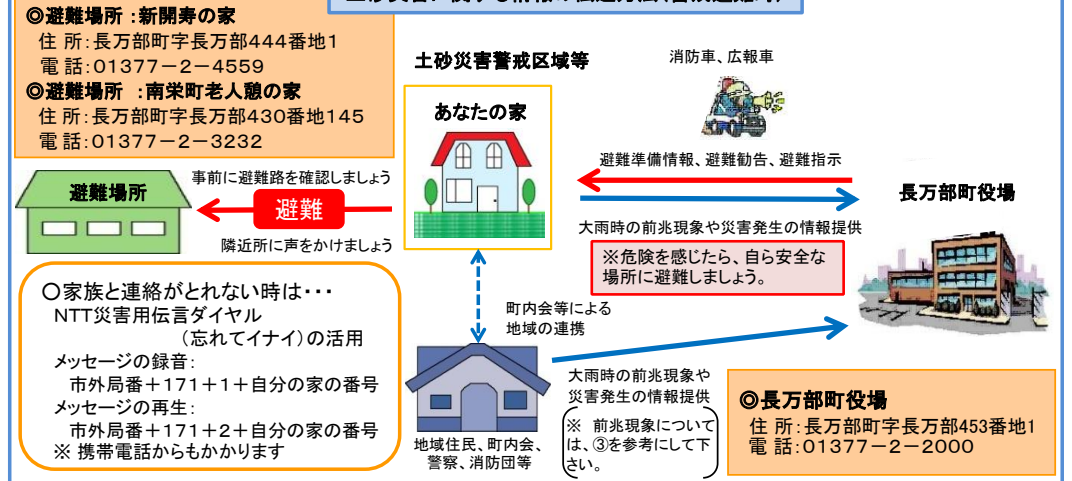 ◎避難場所 :新開寿の家
住 所:長万部町字長万部444番地1
電 話:01377-2-4559
◎避難場所 :南栄町老人憩の家
住 所:長万部町字長万部430番地145
電 話:01377-2-3232
土砂災害警戒区域等
消防車、広報車
あなたの家
避難準備情報、避難勧告、避難指示
長万部町役場
避難場所
事前に避難路を確認しましょう
避難
隣近所に声をかけましょう
大雨時の前兆現象や災害発生の情報提供
※危険を感じたら、自ら安全な
場所に避難しましょう。
○家族と連絡がとれない時は・・・
NTT災害用伝言ダイヤル
(忘れてイナイ)の活用
メッセージの録音:
市外局番+171+1+自分の家の番号
メッセージの再生:
市外局番+171+2+自分の家の番号
※ 携帯電話からもかかります
町内会等による
地域の連携
地域住民、町内会、
警察、消防団等
大雨時の前兆現象や
災害発生の情報提供
※ 前兆現象について
は、③を参考にして下
さい。
◎長万部町役場
住 所:長万部町字長万部453番地1
電 話:01377-2-2000